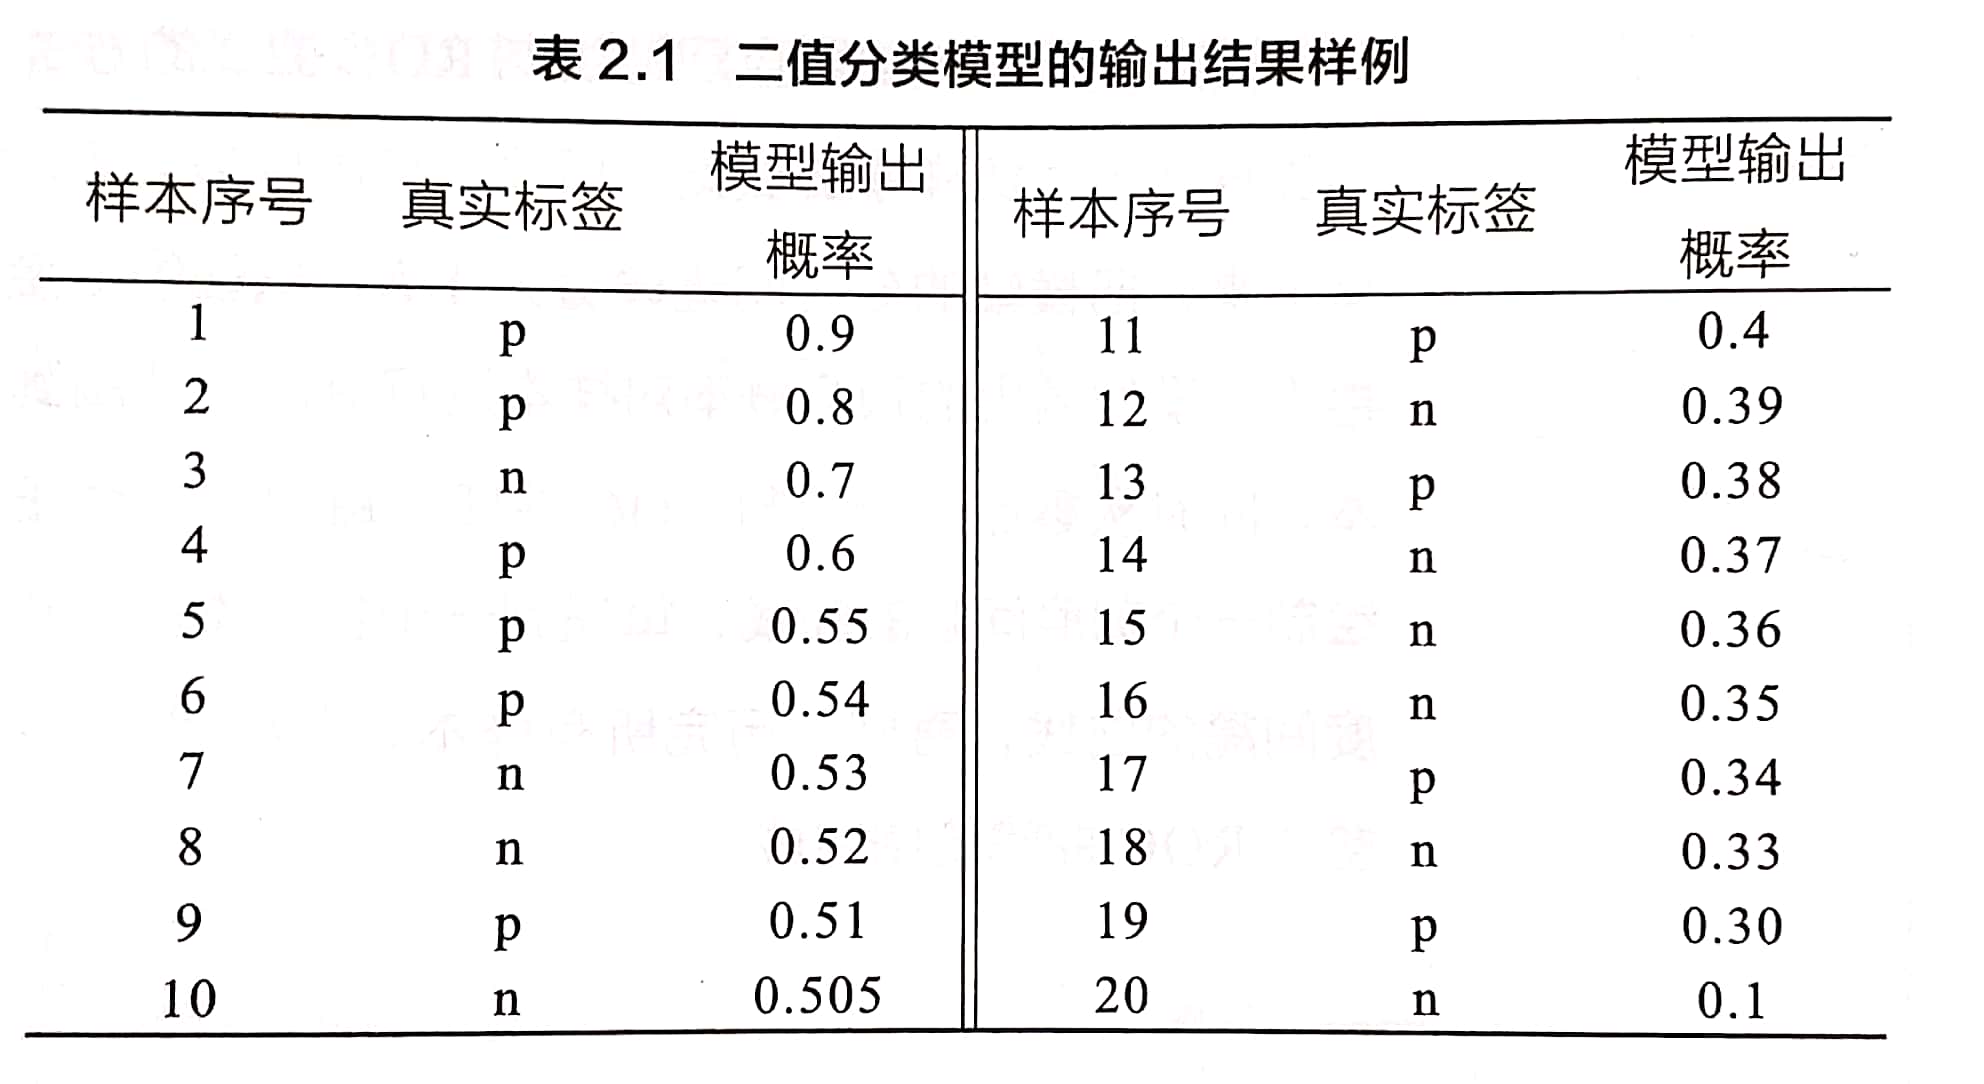 表 2.1 二值分类模型的输出结果样例
样本序号 真实标签 模型输出概率 样本序号 真实标签 模型输出概率
1 p 0.9 11 p 0.4
2 p 0.8 12 n 0.39
3 n 0.7 13 p 0.38
4 p 0.6 14 n 0.37
5 p 0.55 15 n 0.36
6 p 0.54 16 n 0.35
7 n 0.53 17 p 0.34
8 n 0.52 18 n 0.33
9 p 0.51 19 p 0.30
10 n 0.505 20 n 0.1